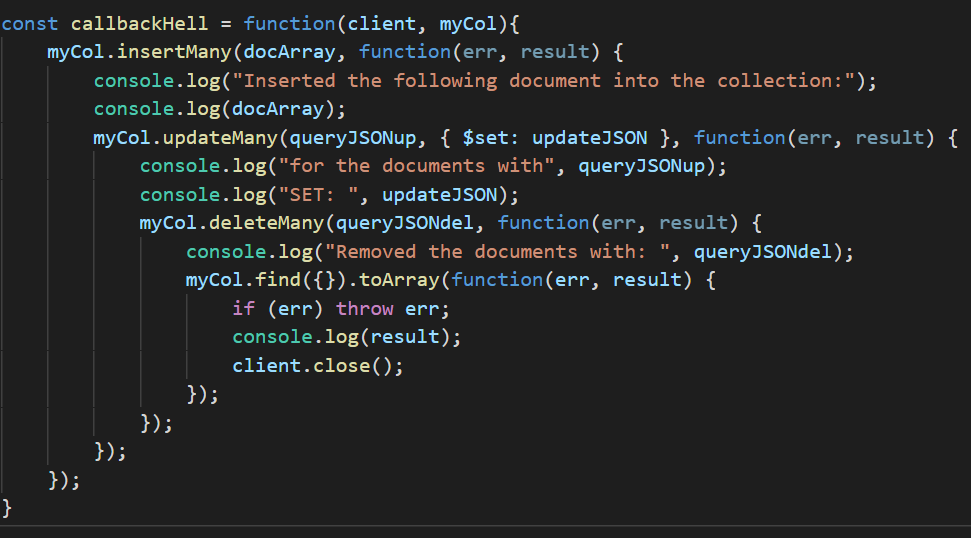 const callbackHell = function(client, myCol){
    myCol.insertMany(docArray, function(err, result) {
        console.log("Inserted the following document into the collection:");
        console.log(docArray);
        myCol.updateMany(queryJSONup, { $set: updateJSON }, function(err, result) {
            console.log("for the documents with", queryJSONup);
            console.log("SET: ", updateJSON);
            myCol.deleteMany(queryJSONdel, function(err, result) {
                console.log("Removed the documents with: ", queryJSONdel);
                myCol.find({}).toArray(function(err, result) {
                    if (err) throw err;
                    console.log(result);
                    client.close();
                });
            });
        });
    });
}